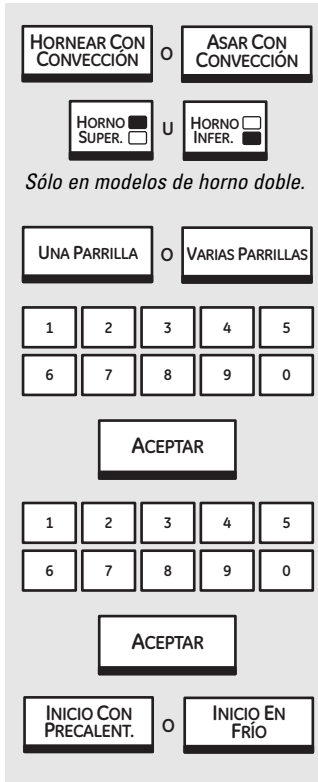 HORNEAR CON CONVECCIÓN O ASAR CON CONVECCIÓN
HORNO SUPER. U HORNO INFER.
Sólo en modelos de horno doble.
UNA PARRILLA O VARIAS PARRILLAS
1 2 3 4 5
6 7 8 9 0
ACEPTAR
1 2 3 4 5
6 7 8 9 0
ACEPTAR
INICIO CON PRECALENT. O INICIO EN FRÍO